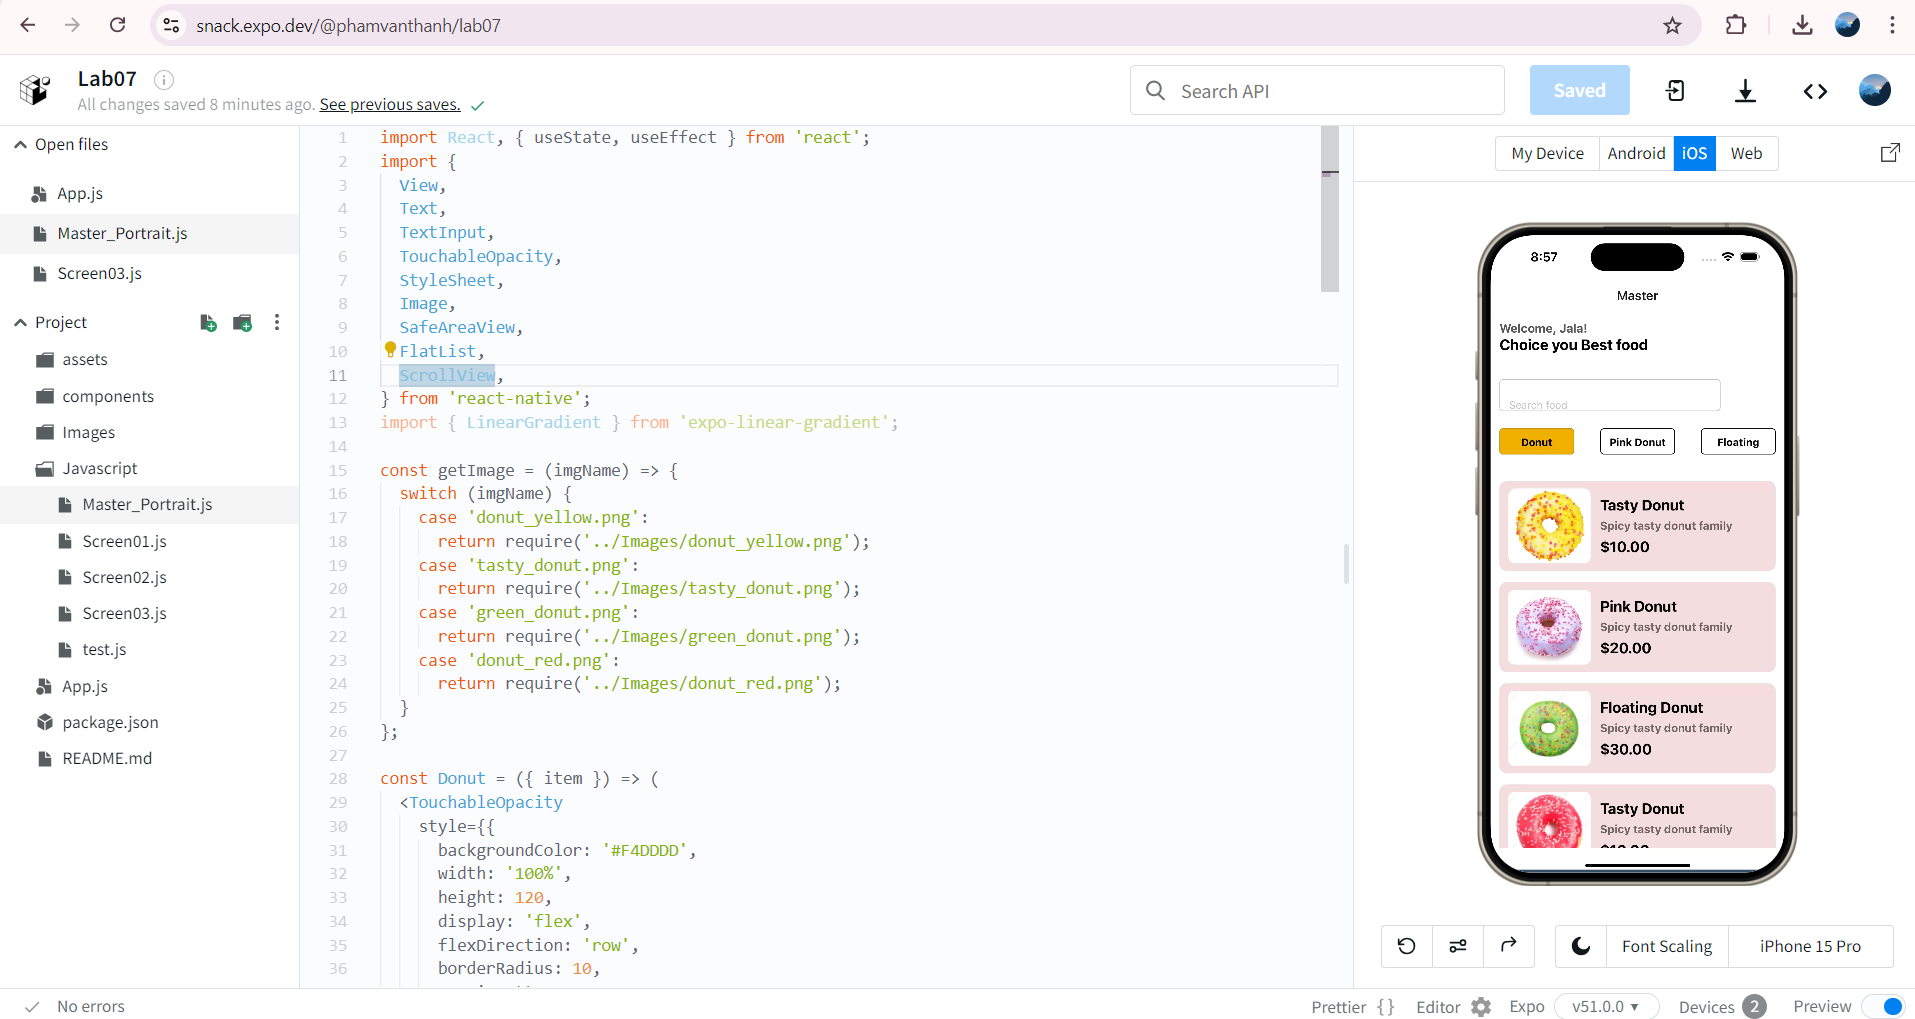 snack.expo.dev/@phamvanthanh/lab07
Lab07
All changes saved 8 minutes ago. See previous saves.
Search API
Saved
Open files
App.js
Master_Portrait.js
Screen03.js
Project
assets
components
Images
Javascript
Master_Portrait.js
Screen01.js
Screen02.js
Screen03.js
test.js
App.js
package.json
README.md
1 import React, { useState, useEffect } from 'react';
2 import {
3 View,
4 Text,
5 TextInput,
6 TouchableOpacity,
7 StyleSheet,
8 Image,
9 SafeAreaView,
10 FlatList,
11 ScrollView,
12 } from 'react-native';
13 import { LinearGradient } from 'expo-linear-gradient';
14
15 const getImage = (imgName) => {
16 switch (imgName) {
17 case 'donut_yellow.png':
18 return require('../Images/donut_yellow.png');
19 case 'tasty_donut.png':
20 return require('../Images/tasty_donut.png');
21 case 'green_donut.png':
22 return require('../Images/green_donut.png');
23 case 'donut_red.png':
24 return require('../Images/donut_red.png');
25 }
26 };
27
28 const Donut = ({ item }) => (
29 <TouchableOpacity
30 style={{
31 backgroundColor: '#F4DDDD',
32 width: '100%',
33 height: 120,
34 display: 'flex',
35 flexDirection: 'row',
36 borderRadius: 10,
My Device Android iOS Web
8:57
Master
Welcome, Jala!
Choice you Best food
Search food
Donut Pink Donut Floating
Tasty Donut
Spicy tasty donut family
$10.00
Pink Donut
Spicy tasty donut family
$20.00
Floating Donut
Spicy tasty donut family
$30.00
Tasty Donut
Spicy tasty donut family
Font Scaling iPhone 15 Pro
No errors
Prettier { } Editor Expo v51.0.0 Devices 2 Preview